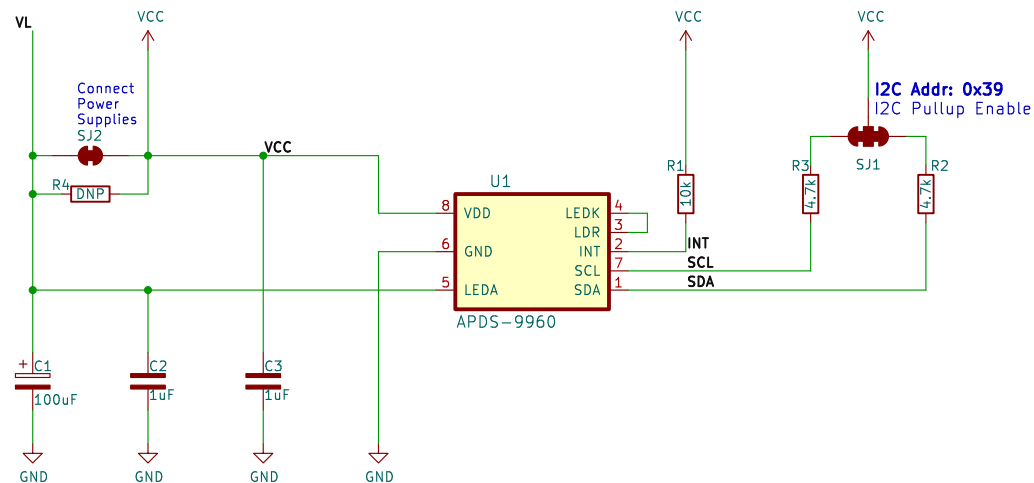 VL
VCC
VCC
VCC
Connect
Power
Supplies
SJ2
I2C Addr: 0x39
I2C Pullup Enable
VCC
SJ1
R4
DNP
U1
R1
10k
R3
4.7k
R2
4.7k
8
VDD
LEDK
4
LDR
3
6
GND
INT
2
INT
SCL
7
SCL
5
LEDA
SDA
1
SDA
APDS-9960
+
C1
100uF
C2
1uF
C3
1uF
GND
GND
GND
GND